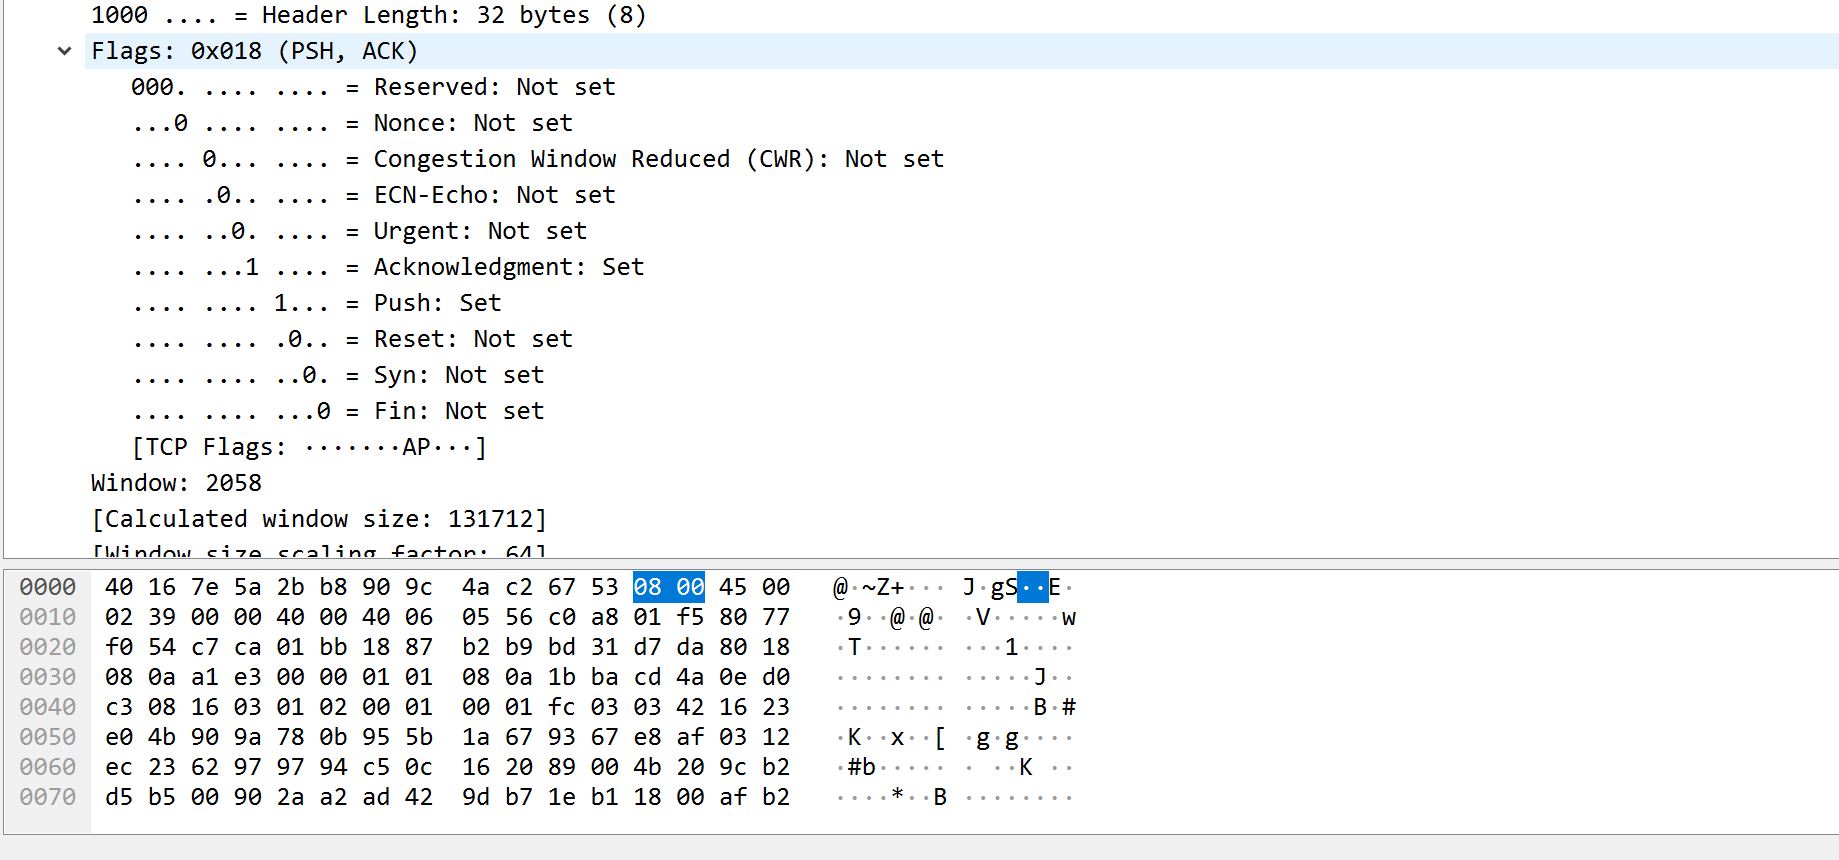 1000 .... = Header Length: 32 bytes (8)
Flags: 0x018 (PSH, ACK)
000. .... .... = Reserved: Not set
...0 .... .... = Nonce: Not set
.... 0... .... = Congestion Window Reduced (CWR): Not set
.... .0.. .... = ECN-Echo: Not set
.... ..0. .... = Urgent: Not set
.... ...1 .... = Acknowledgment: Set
.... .... 1... = Push: Set
.... .... .0.. = Reset: Not set
.... .... ..0. = Syn: Not set
.... .... ...0 = Fin: Not set
[TCP Flags: ·······AP···]
Window: 2058
[Calculated window size: 131712]
[Window size scaling factor: 64]
0000 40 16 7e 5a 2b b8 90 9c 4a c2 67 53 08 00 45 00 @·~Z+··· J·gS··E·
0010 02 39 00 00 40 00 40 06 05 56 c0 a8 01 f5 80 77 ·9··@·@· ·V·····w
0020 f0 54 c7 ca 01 bb 18 87 b2 b9 bd 31 d7 da 80 18 ·T······ ···1····
0030 08 0a a1 e3 00 00 01 01 08 0a 1b ba cd 4a 0e d0 ········ ·····J··
0040 c3 08 16 03 01 02 00 01 00 01 fc 03 03 42 16 23 ········ ·····B·#
0050 e0 4b 90 9a 78 0b 95 5b 1a 67 93 67 e8 af 03 12 ·K··x··[ ·g·g····
0060 ec 23 62 97 97 94 c5 0c 16 20 89 00 4b 20 9c b2 ·#b····· · ··K ··
0070 d5 b5 00 90 2a a2 ad 42 9d b7 1e b1 18 00 af b2 ····*··B ········